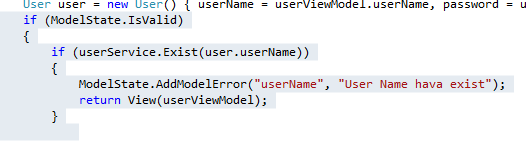 User user = new User() { userName = userViewModel.userName, password = u
if (ModelState.IsValid)
{
if (userService.Exist(user.userName))
{
ModelState.AddModelError("userName", "User Name hava exist");
return View(userViewModel);
}